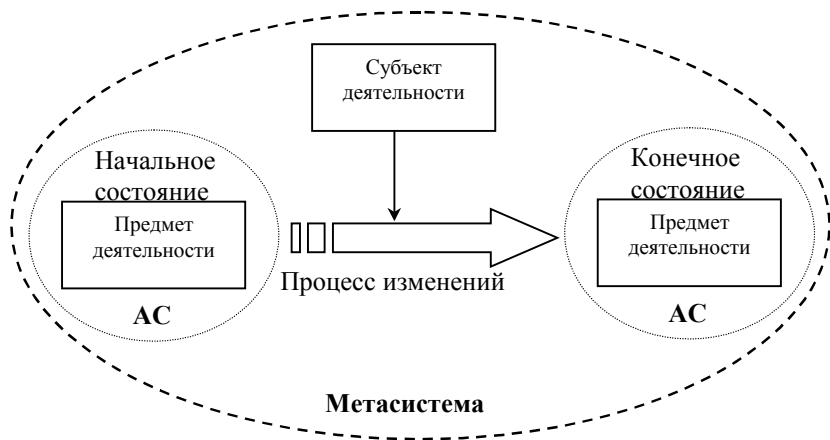 Субъект
деятельности
Начальное
состояние
Предмет
деятельности
АС
Процесс изменений
Конечное
состояние
Предмет
деятельности
АС
Метасистема